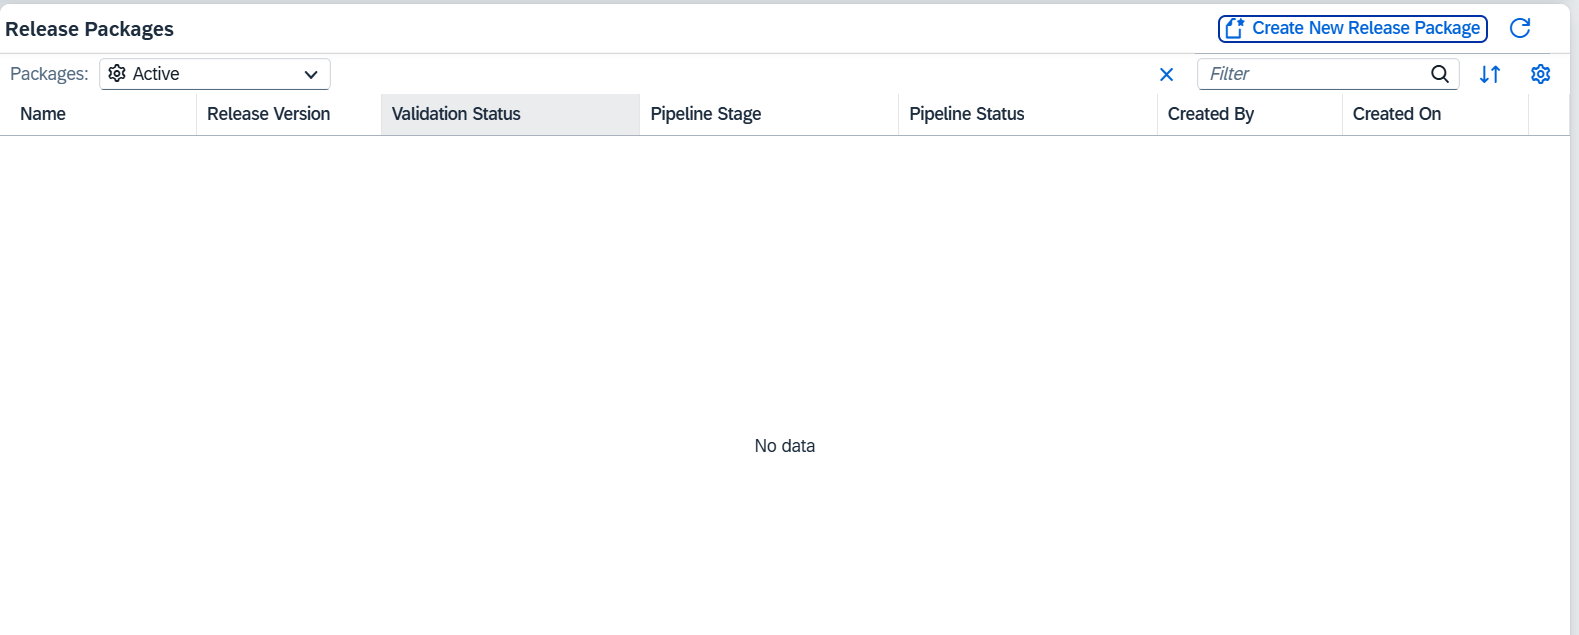 Release Packages
Create New Release Package
Packages:
Active
Filter
Name
Release Version
Validation Status
Pipeline Stage
Pipeline Status
Created By
Created On
No data